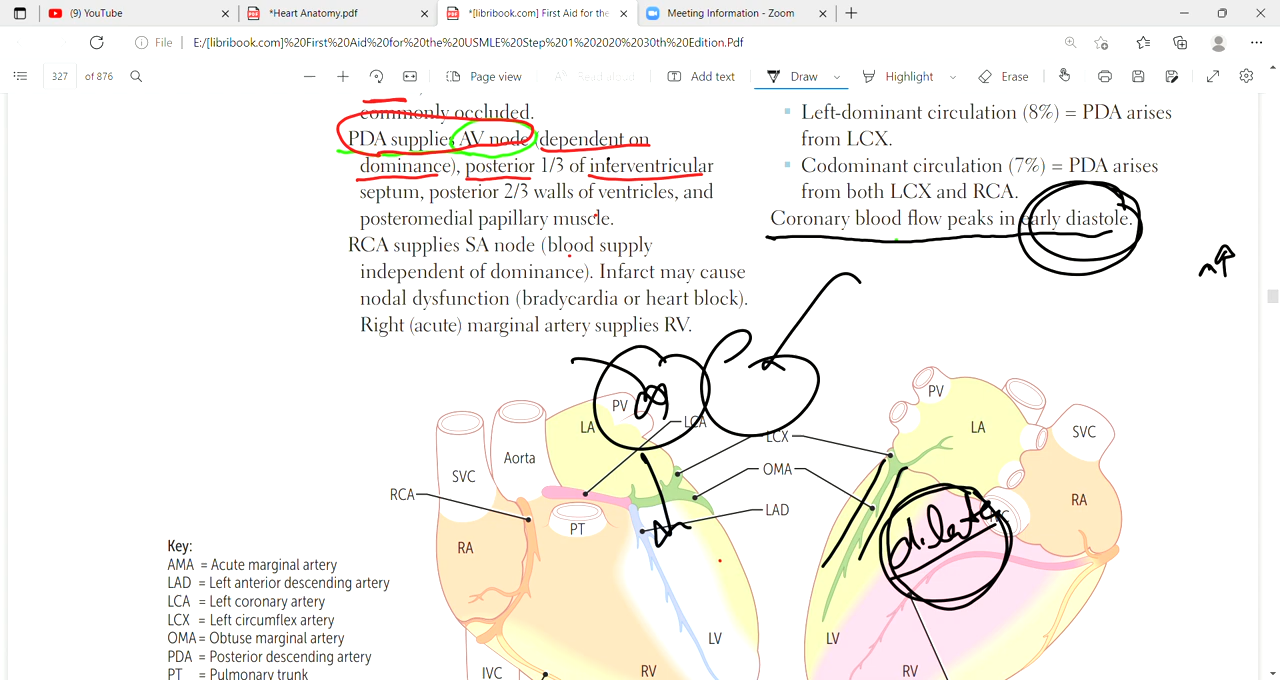 (9) YouTube
*Heart Anatomy.pdf
*[libribook.com] First Aid for the
Meeting Information - Zoom
File
E:/[libribook.com]%20First%20Aid%20for%20the%20USMLE%20Step%201%202020%2030th%20Edition.Pdf
327 of 876
Page view
Read aloud
Add text
Draw
Highlight
Erase
commonly occluded.
PDA supplies AV node (dependent on
dominance), posterior 1/3 of interventricular
septum, posterior 2/3 walls of ventricles, and
posteromedial papillary muscle.
RCA supplies SA node (blood supply
independent of dominance). Infarct may cause
nodal dysfunction (bradycardia or heart block).
Right (acute) marginal artery supplies RV.
Left-dominant circulation (8%) = PDA arises
from LCX.
Codominant circulation (7%) = PDA arises
from both LCX and RCA.
Coronary blood flow peaks in early diastole.
PV
LA
LCA
LCX
OMA
LAD
SVC
Aorta
RCA
PT
RA
LV
RV
IVC
PV
LA
SVC
RA
dilate
LV
RV
Key:
AMA = Acute marginal artery
LAD = Left anterior descending artery
LCA = Left coronary artery
LCX = Left circumflex artery
OMA = Obtuse marginal artery
PDA = Posterior descending artery
PT = Pulmonary trunk